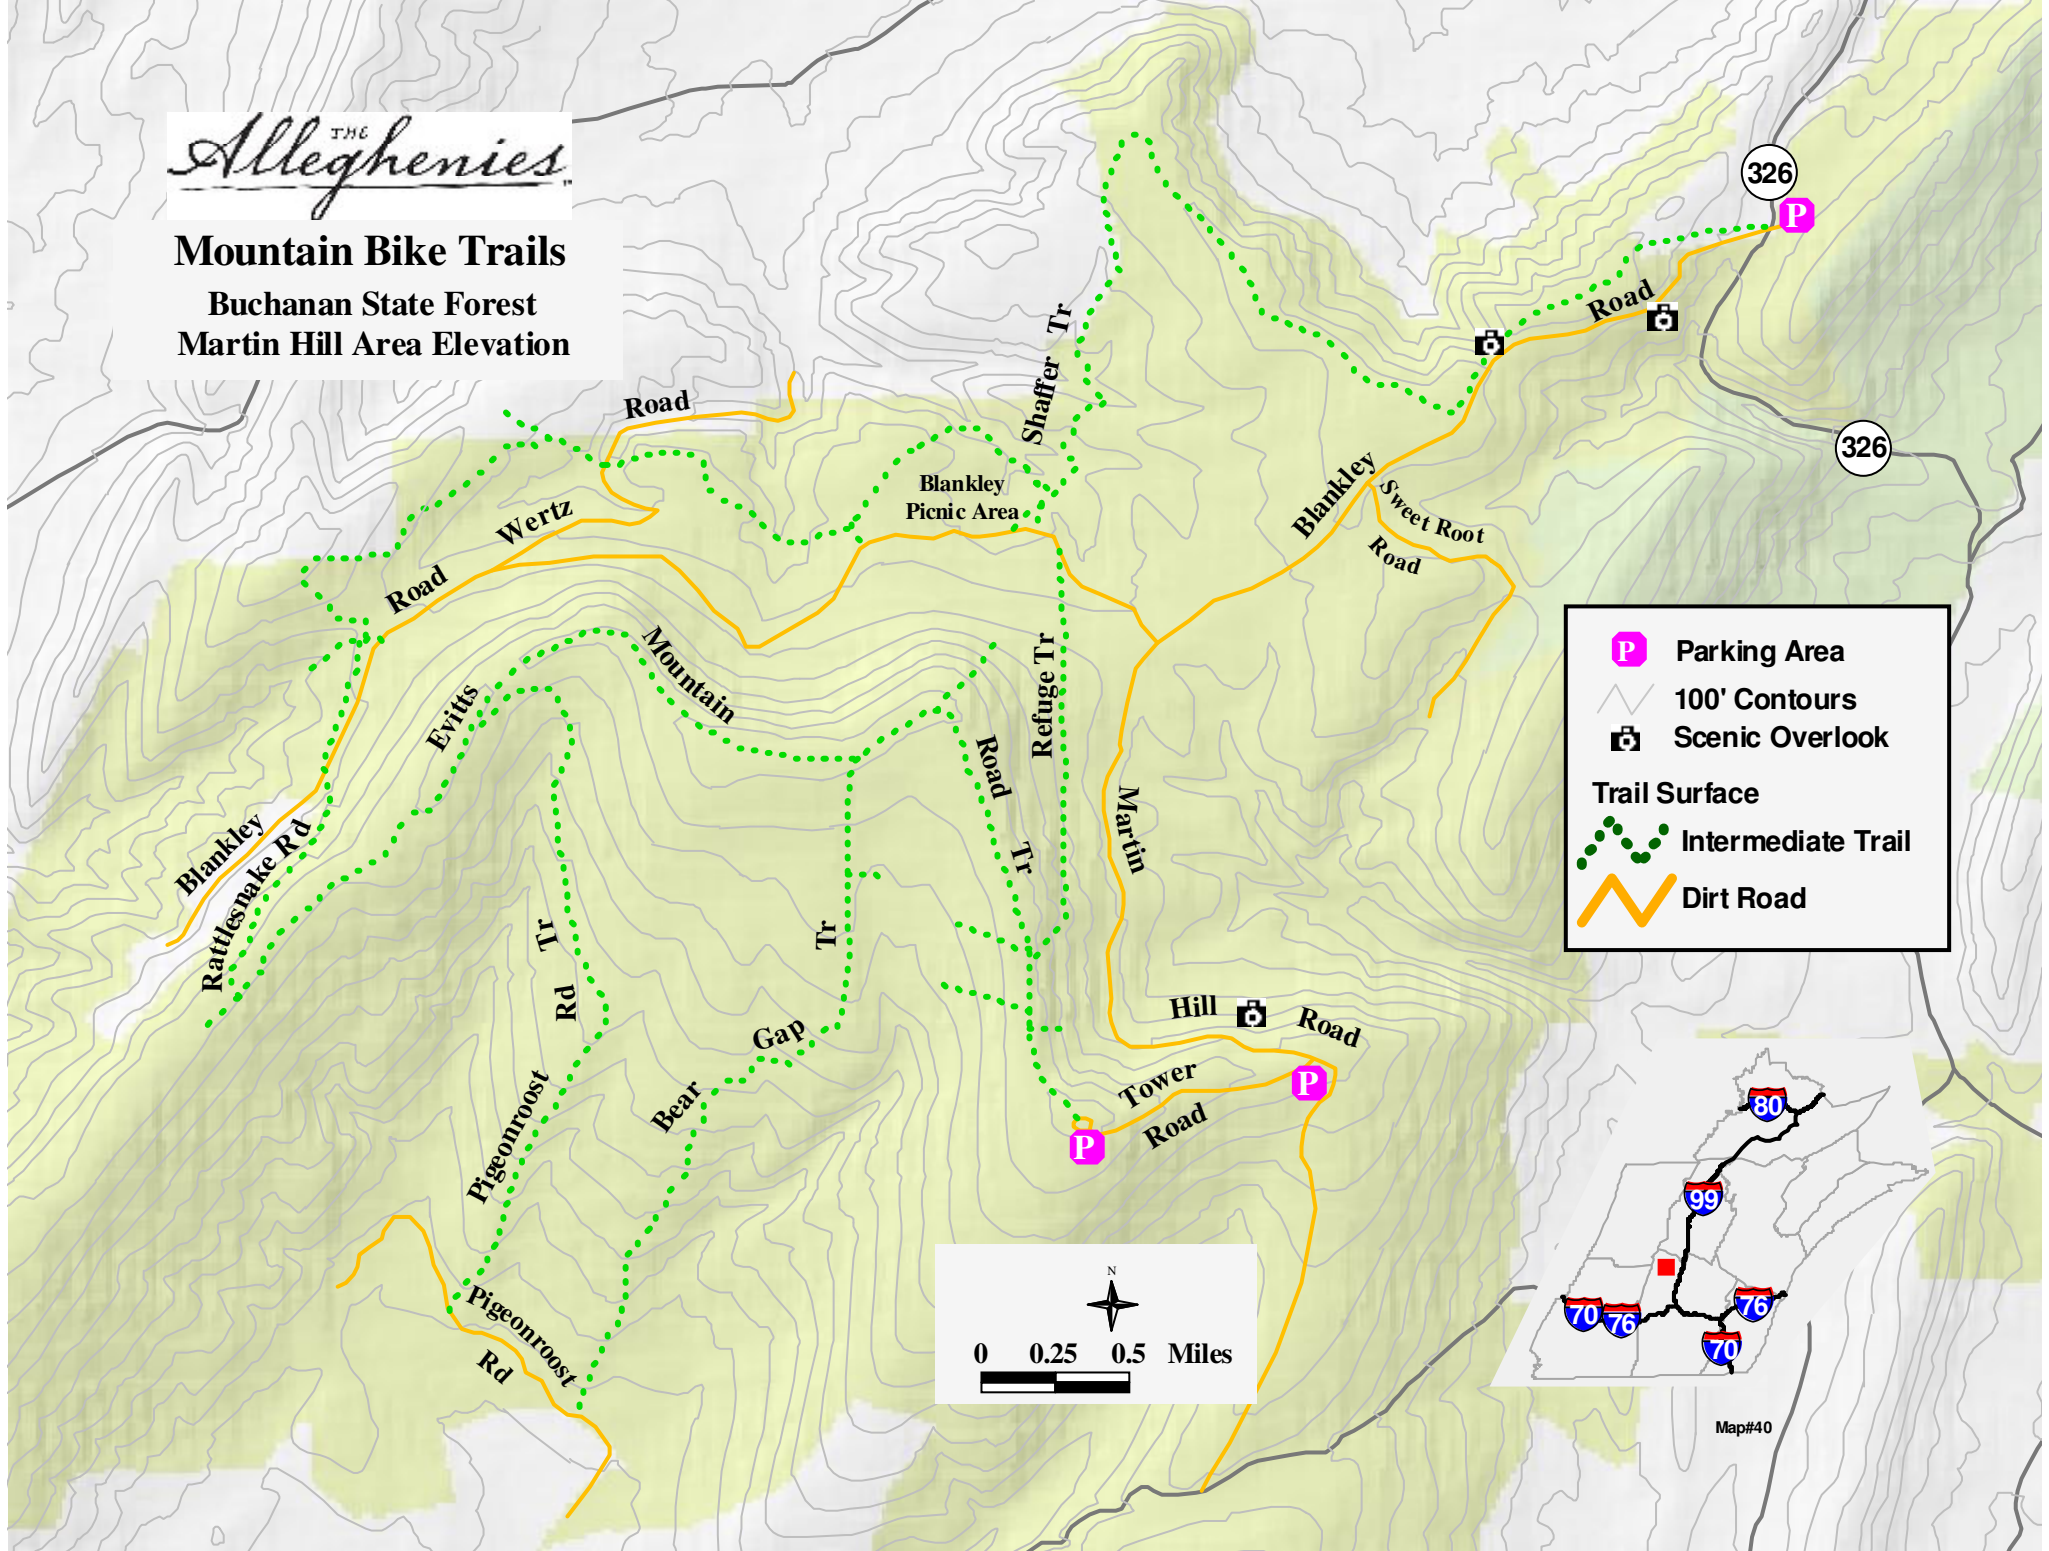 THE
Alleghenies
Mountain Bike Trails
Buchanan State Forest
Martin Hill Area Elevation
326
P
Road
Road
Shaffer Tr
326
Blankley
Picnic Area
Wertz
Road
Blankley
Sweet Root
Road
Evitts
Mountain
Refuge Tr
Road
Tr
Martin
Blankley
Rattlesnake Rd
Tr
Rd
Tr
Gap
Bear
Pigeonroost
Hill
Road
Tower
Road
P
P
Pigeonroost
Rd
P
Parking Area
100' Contours
Scenic Overlook
Trail Surface
Intermediate Trail
Dirt Road
N
0 0.25 0.5 Miles
80
99
70
76
76
70
Map#40